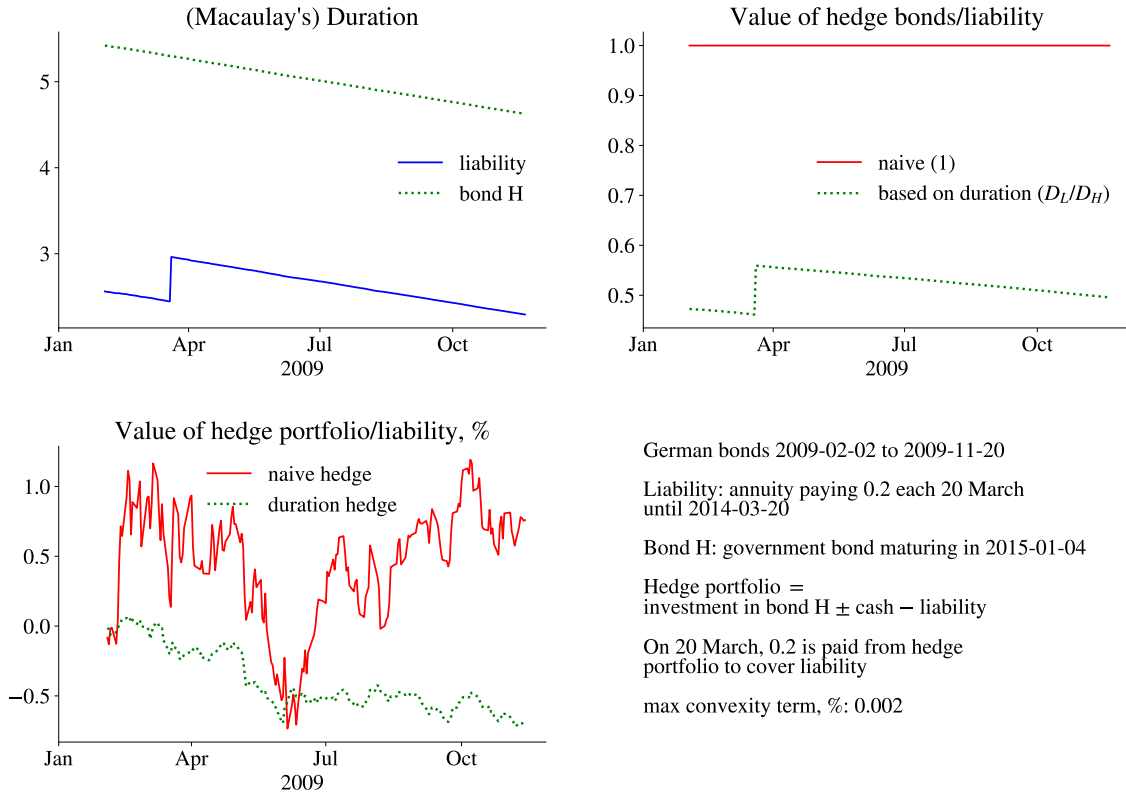 (Macaulay's) Duration
5
4
3
liability
bond H
Jan
Apr
Jul
Oct
2009
Value of hedge bonds/liability
1.0
0.9
0.8
0.7
0.6
0.5
naive (1)
based on duration (D_L/D_H)
Jan
Apr
Jul
Oct
2009
Value of hedge portfolio/liability, %
1.0
0.5
0.0
−0.5
naive hedge
duration hedge
Jan
Apr
Jul
Oct
2009
German bonds 2009-02-02 to 2009-11-20
Liability: annuity paying 0.2 each 20 March
until 2014-03-20
Bond H: government bond maturing in 2015-01-04
Hedge portfolio =
investment in bond H ± cash − liability
On 20 March, 0.2 is paid from hedge
portfolio to cover liability
max convexity term, %: 0.002